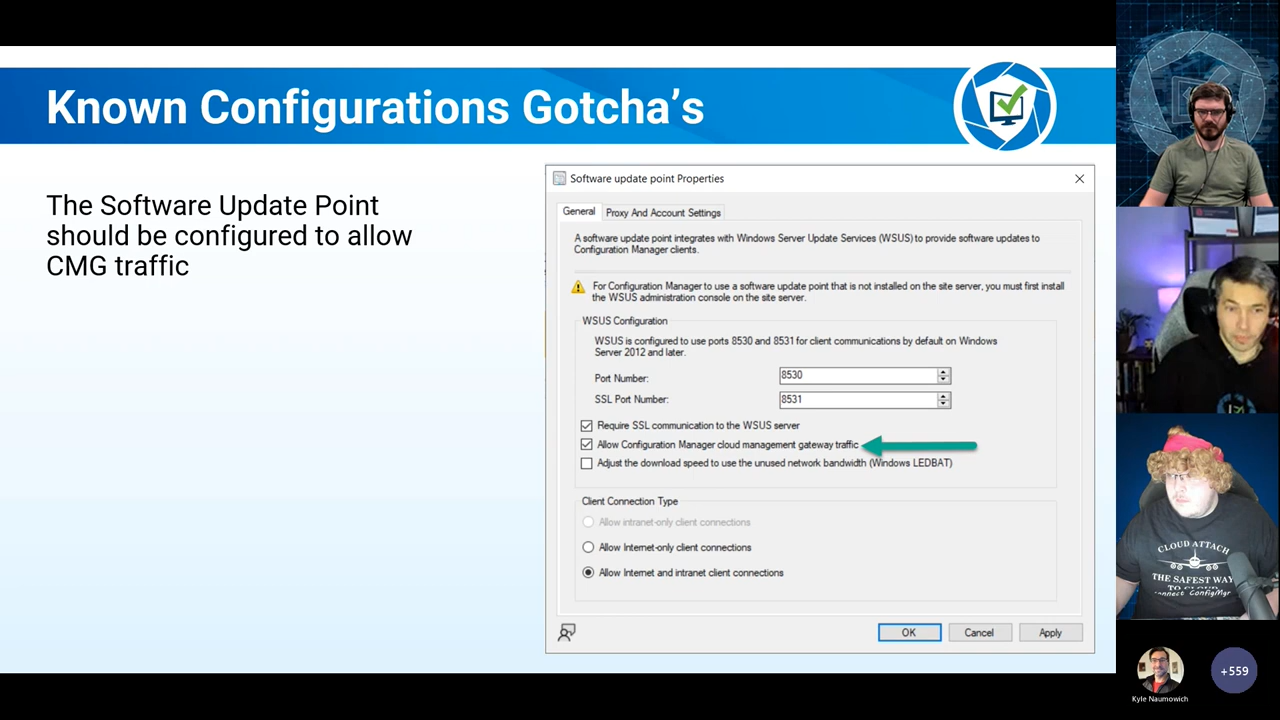 Known Configurations Gotcha's
The Software Update Point
should be configured to allow
CMG traffic
Software update point Properties
General
Proxy And Account Settings
A software update point integrates with Windows Server Update Services (WSUS) to provide software updates to
Configuration Manager clients.
For Configuration Manager to use a software update point that is not installed on the site server, you must first install
the WSUS administration console on the site server.
WSUS Configuration
WSUS is configured to use ports 8530 and 8531 for client communications by default on Windows
Server 2012 and later.
Port Number:
8530
SSL Port Number:
8531
Require SSL communication to the WSUS server
Allow Configuration Manager cloud management gateway traffic
Adjust the download speed to use the unused network bandwidth (Windows LEDBAT)
Client Connection Type
Allow intranet-only client connections
Allow Internet-only client connections
Allow Internet and intranet client connections
OK
Cancel
Apply
CLOUD ATTACH
THE SAFEST WAY
TO CLOUD
Connect ConfigMgr
Kyle Naumowich
+559